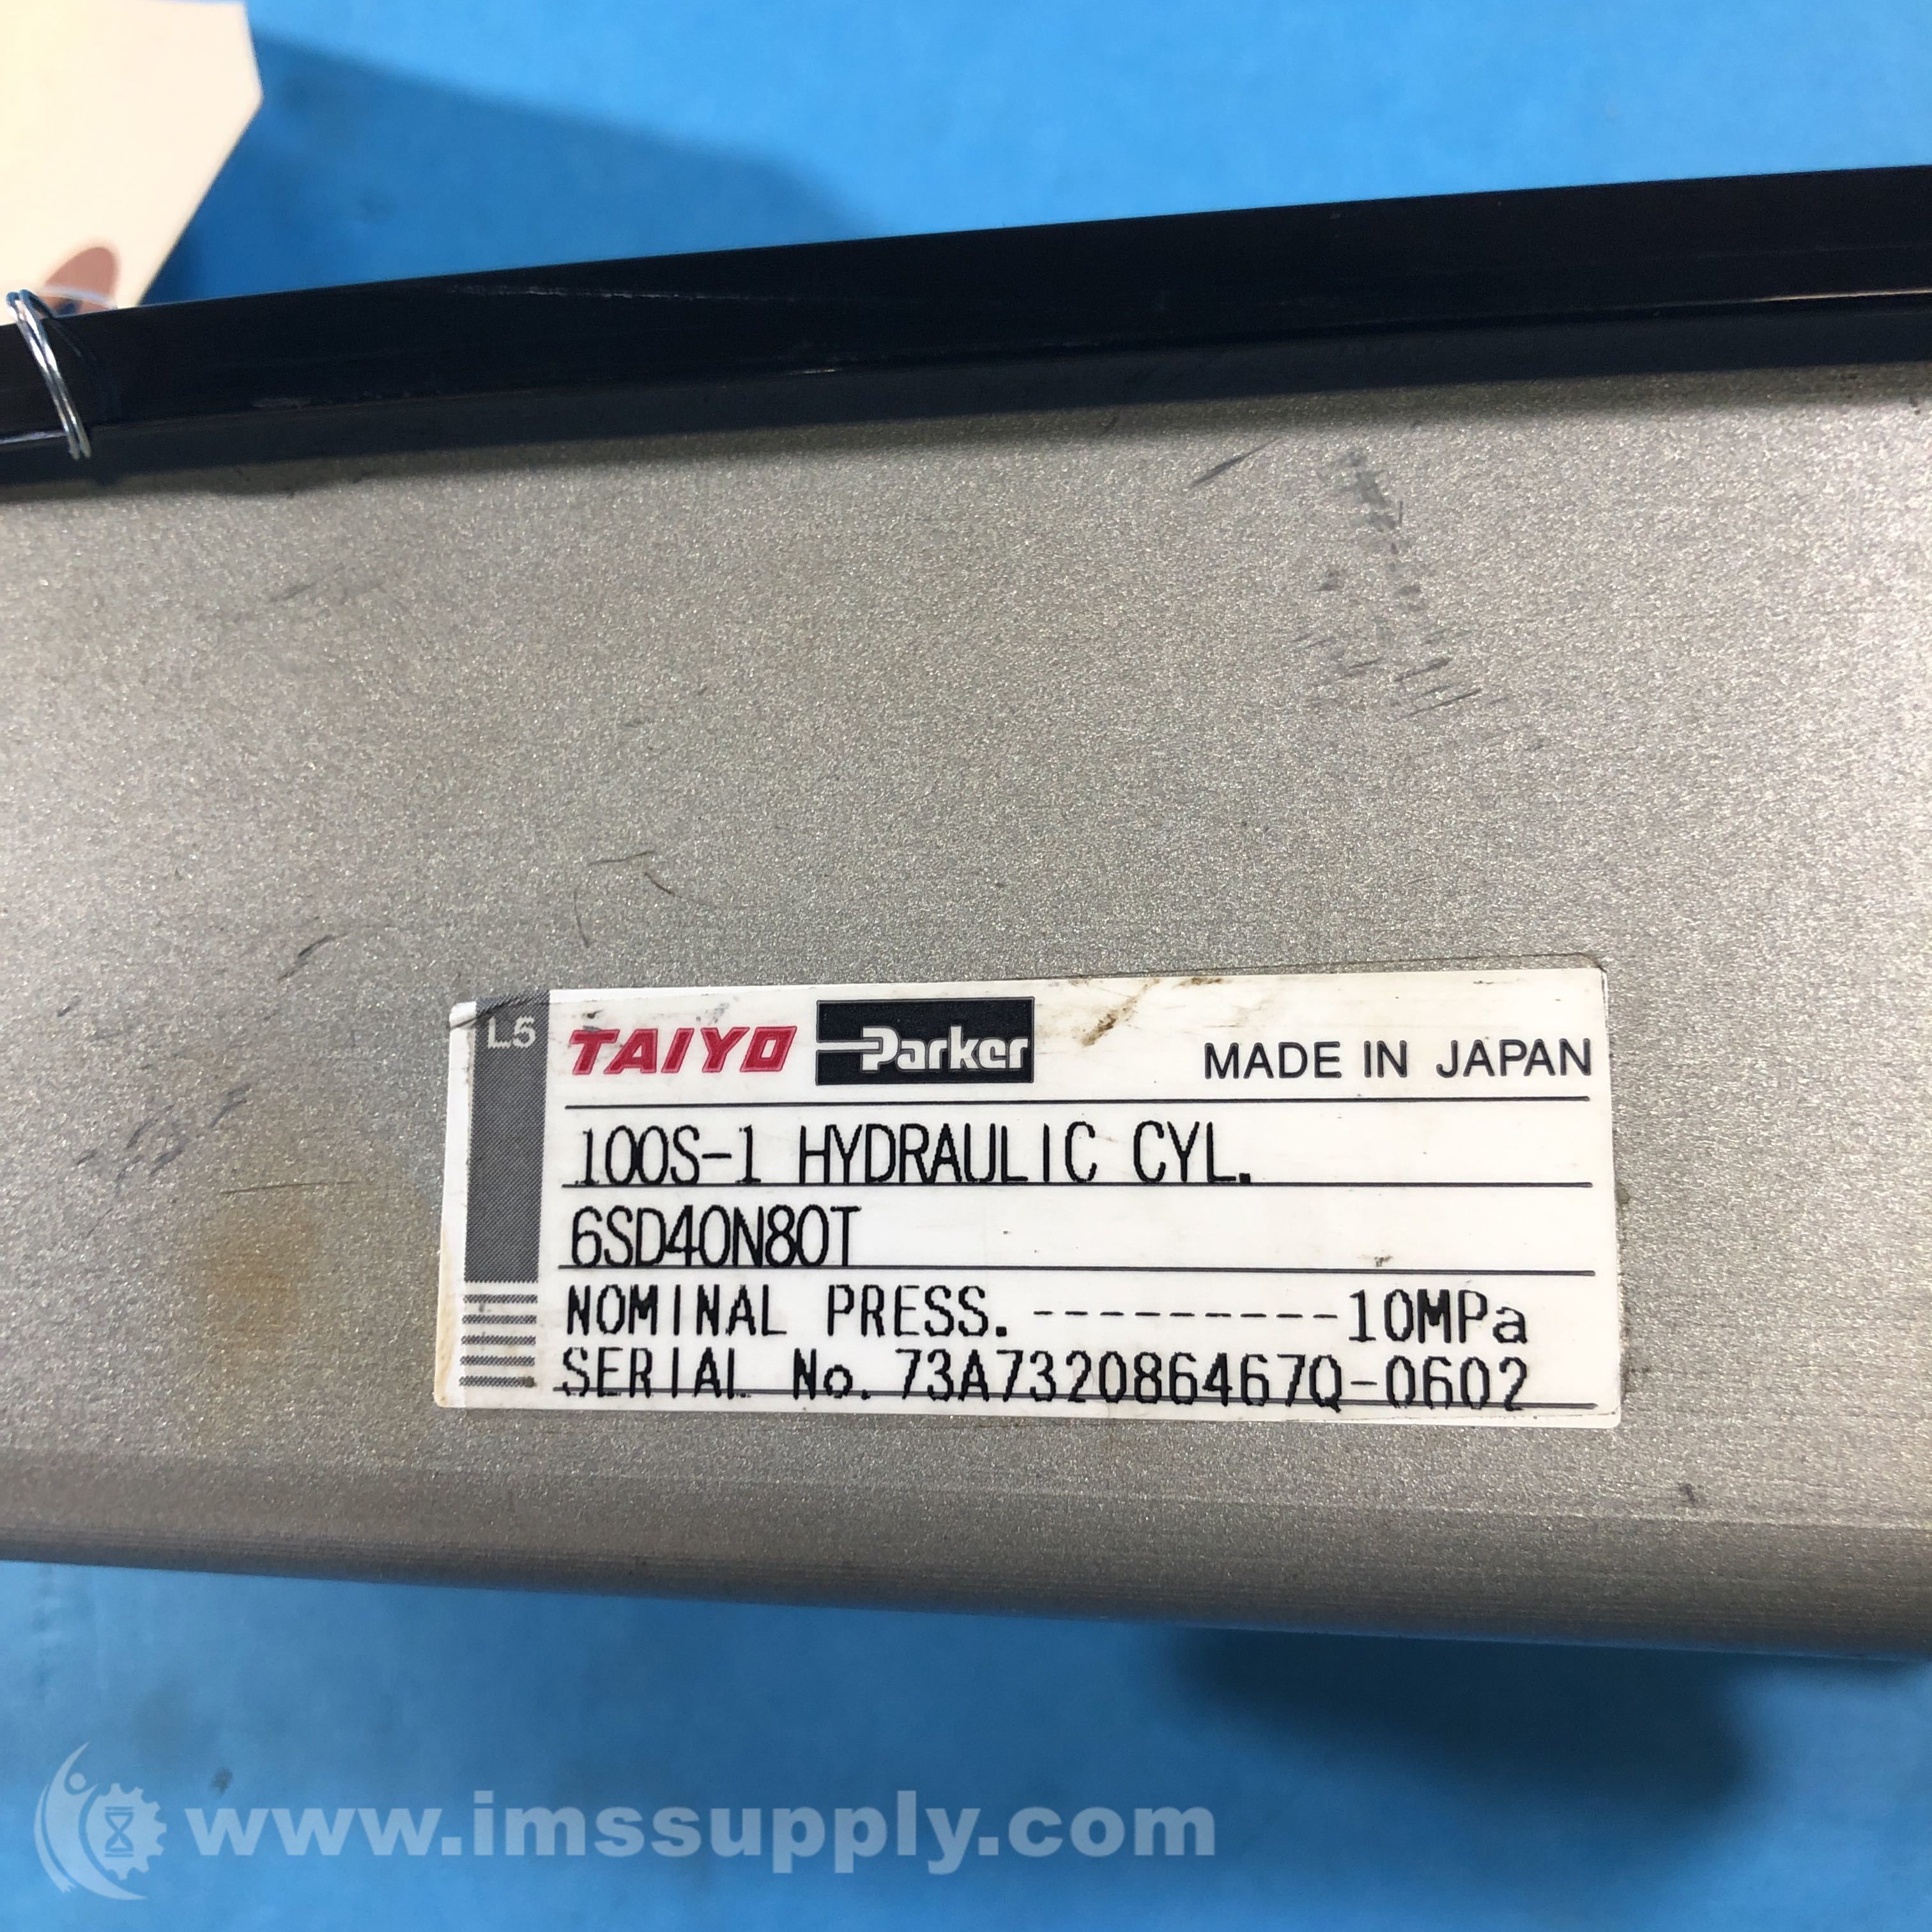 L5 TAIYO Parker MADE IN JAPAN
100S-1 HYDRAULIC CYL.
6SD40N80T
NOMINAL PRESS. ----------10MPa
SERIAL No. 73A732086467Q-0602
www.imssupply.com